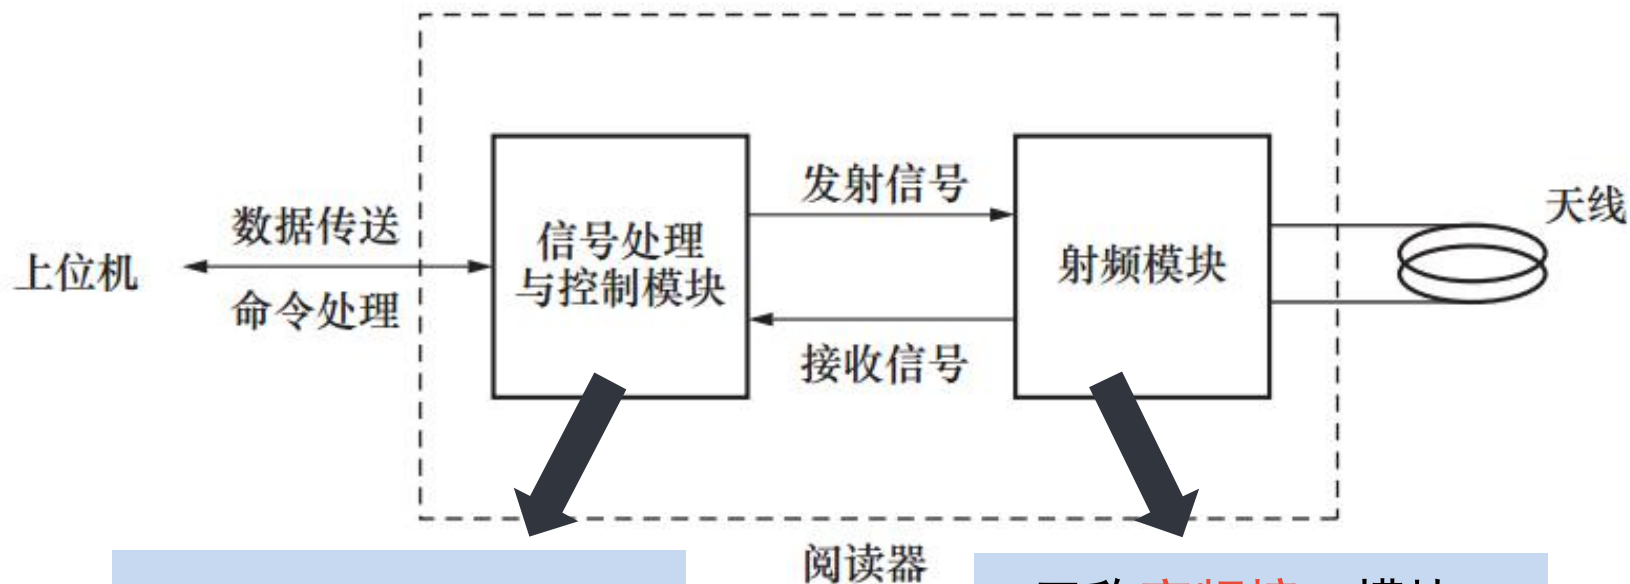 上位机
数据传送
命令处理
信号处理
与控制模块
发射信号
接收信号
射频模块
天线
阅读器